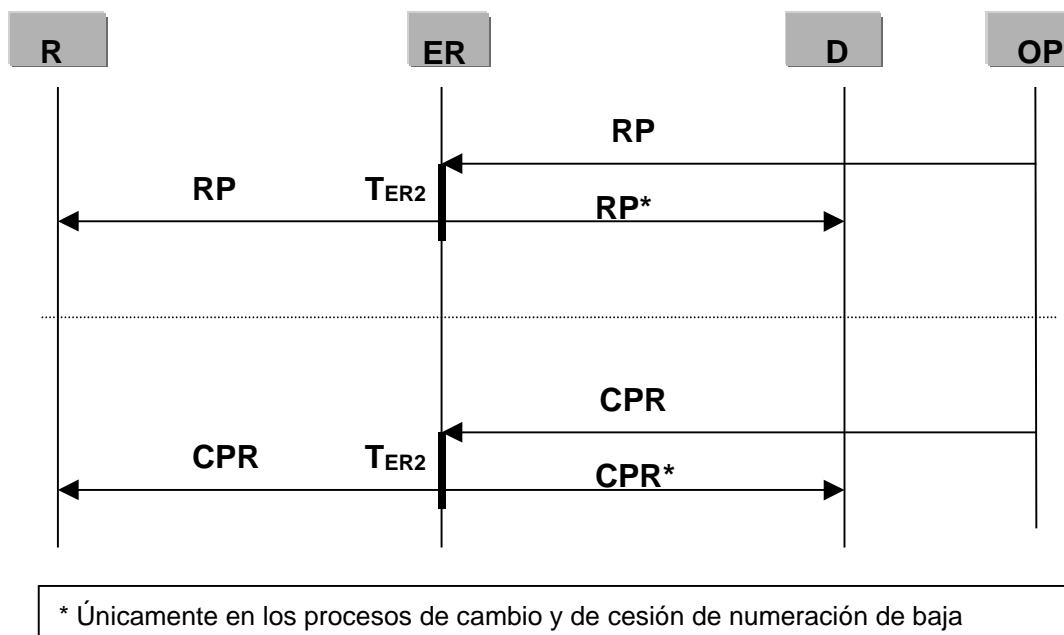 R ER D OP
RP
RP TER2 RP*
CPR
CPR TER2 CPR*
* Únicamente en los procesos de cambio y de cesión de numeración de baja